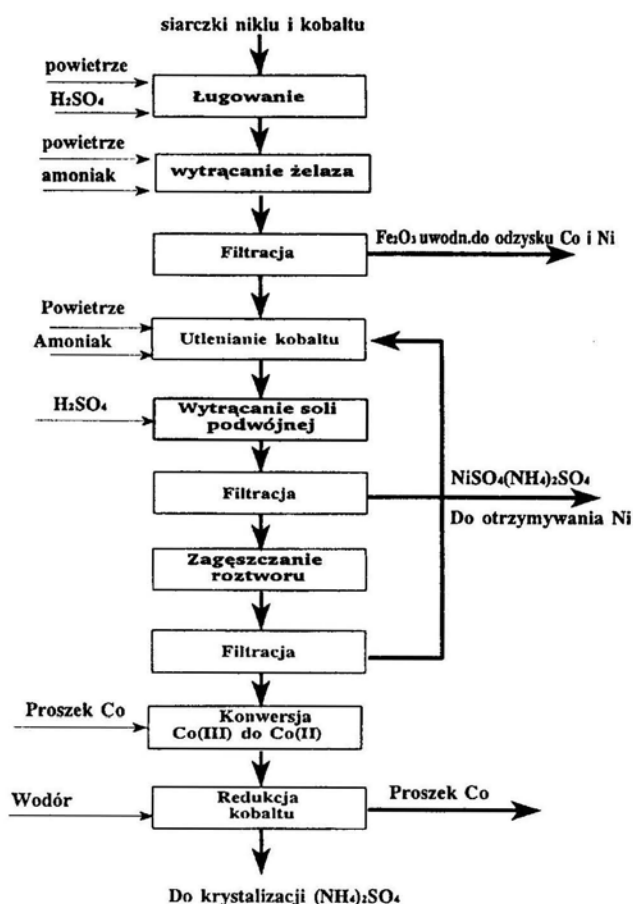 siarczki niklu i kobaltu
powietrze
H₂SO₄
Ługowanie
powietrze
amoniak
wytrącanie żelaza
Filtracja
Fe₂O₃ uwodn.do odzysku Co i Ni
Powietrze
Amoniak
Utlenianie kobaltu
H₂SO₄
Wytrącanie soli
podwójnej
Filtracja
NiSO₄(NH₄)₂SO₄
Do otrzymywania Ni
Zagęszczanie
roztworu
Filtracja
Proszek Co
Konwersja
Co(III) do Co(II)
Wodór
Redukcja
kobaltu
Proszek Co
Do krystalizacji (NH₄)₂SO₄